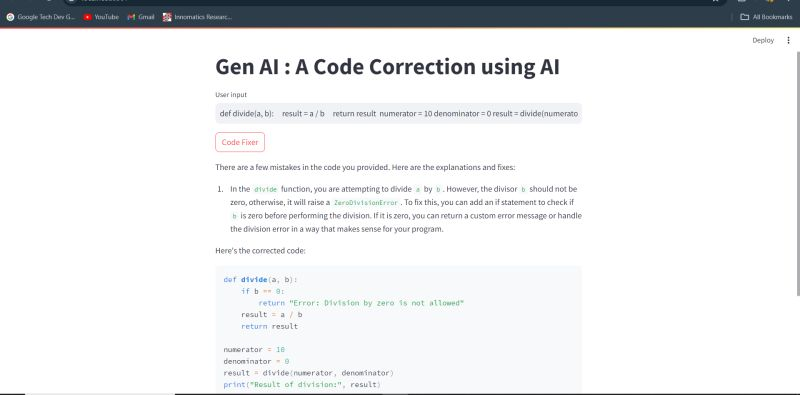 Google Tech Dev G... YouTube Gmail Innomatics Researc... All Bookmarks
Deploy
Gen AI : A Code Correction using AI
User input
def divide(a, b): result = a / b return result numerator = 10 denominator = 0 result = divide(numerato
Code Fixer
There are a few mistakes in the code you provided. Here are the explanations and fixes:
1. In the divide function, you are attempting to divide a by b. However, the divisor b should not be
zero, otherwise, it will raise a ZeroDivisionError. To fix this, you can add an if statement to check if
b is zero before performing the division. If it is zero, you can return a custom error message or handle
the division error in a way that makes sense for your program.
Here's the corrected code:
def divide(a, b):
    if b == 0:
        return "Error: Division by zero is not allowed"
    result = a / b
    return result
numerator = 10
denominator = 0
result = divide(numerator, denominator)
print("Result of division:", result)